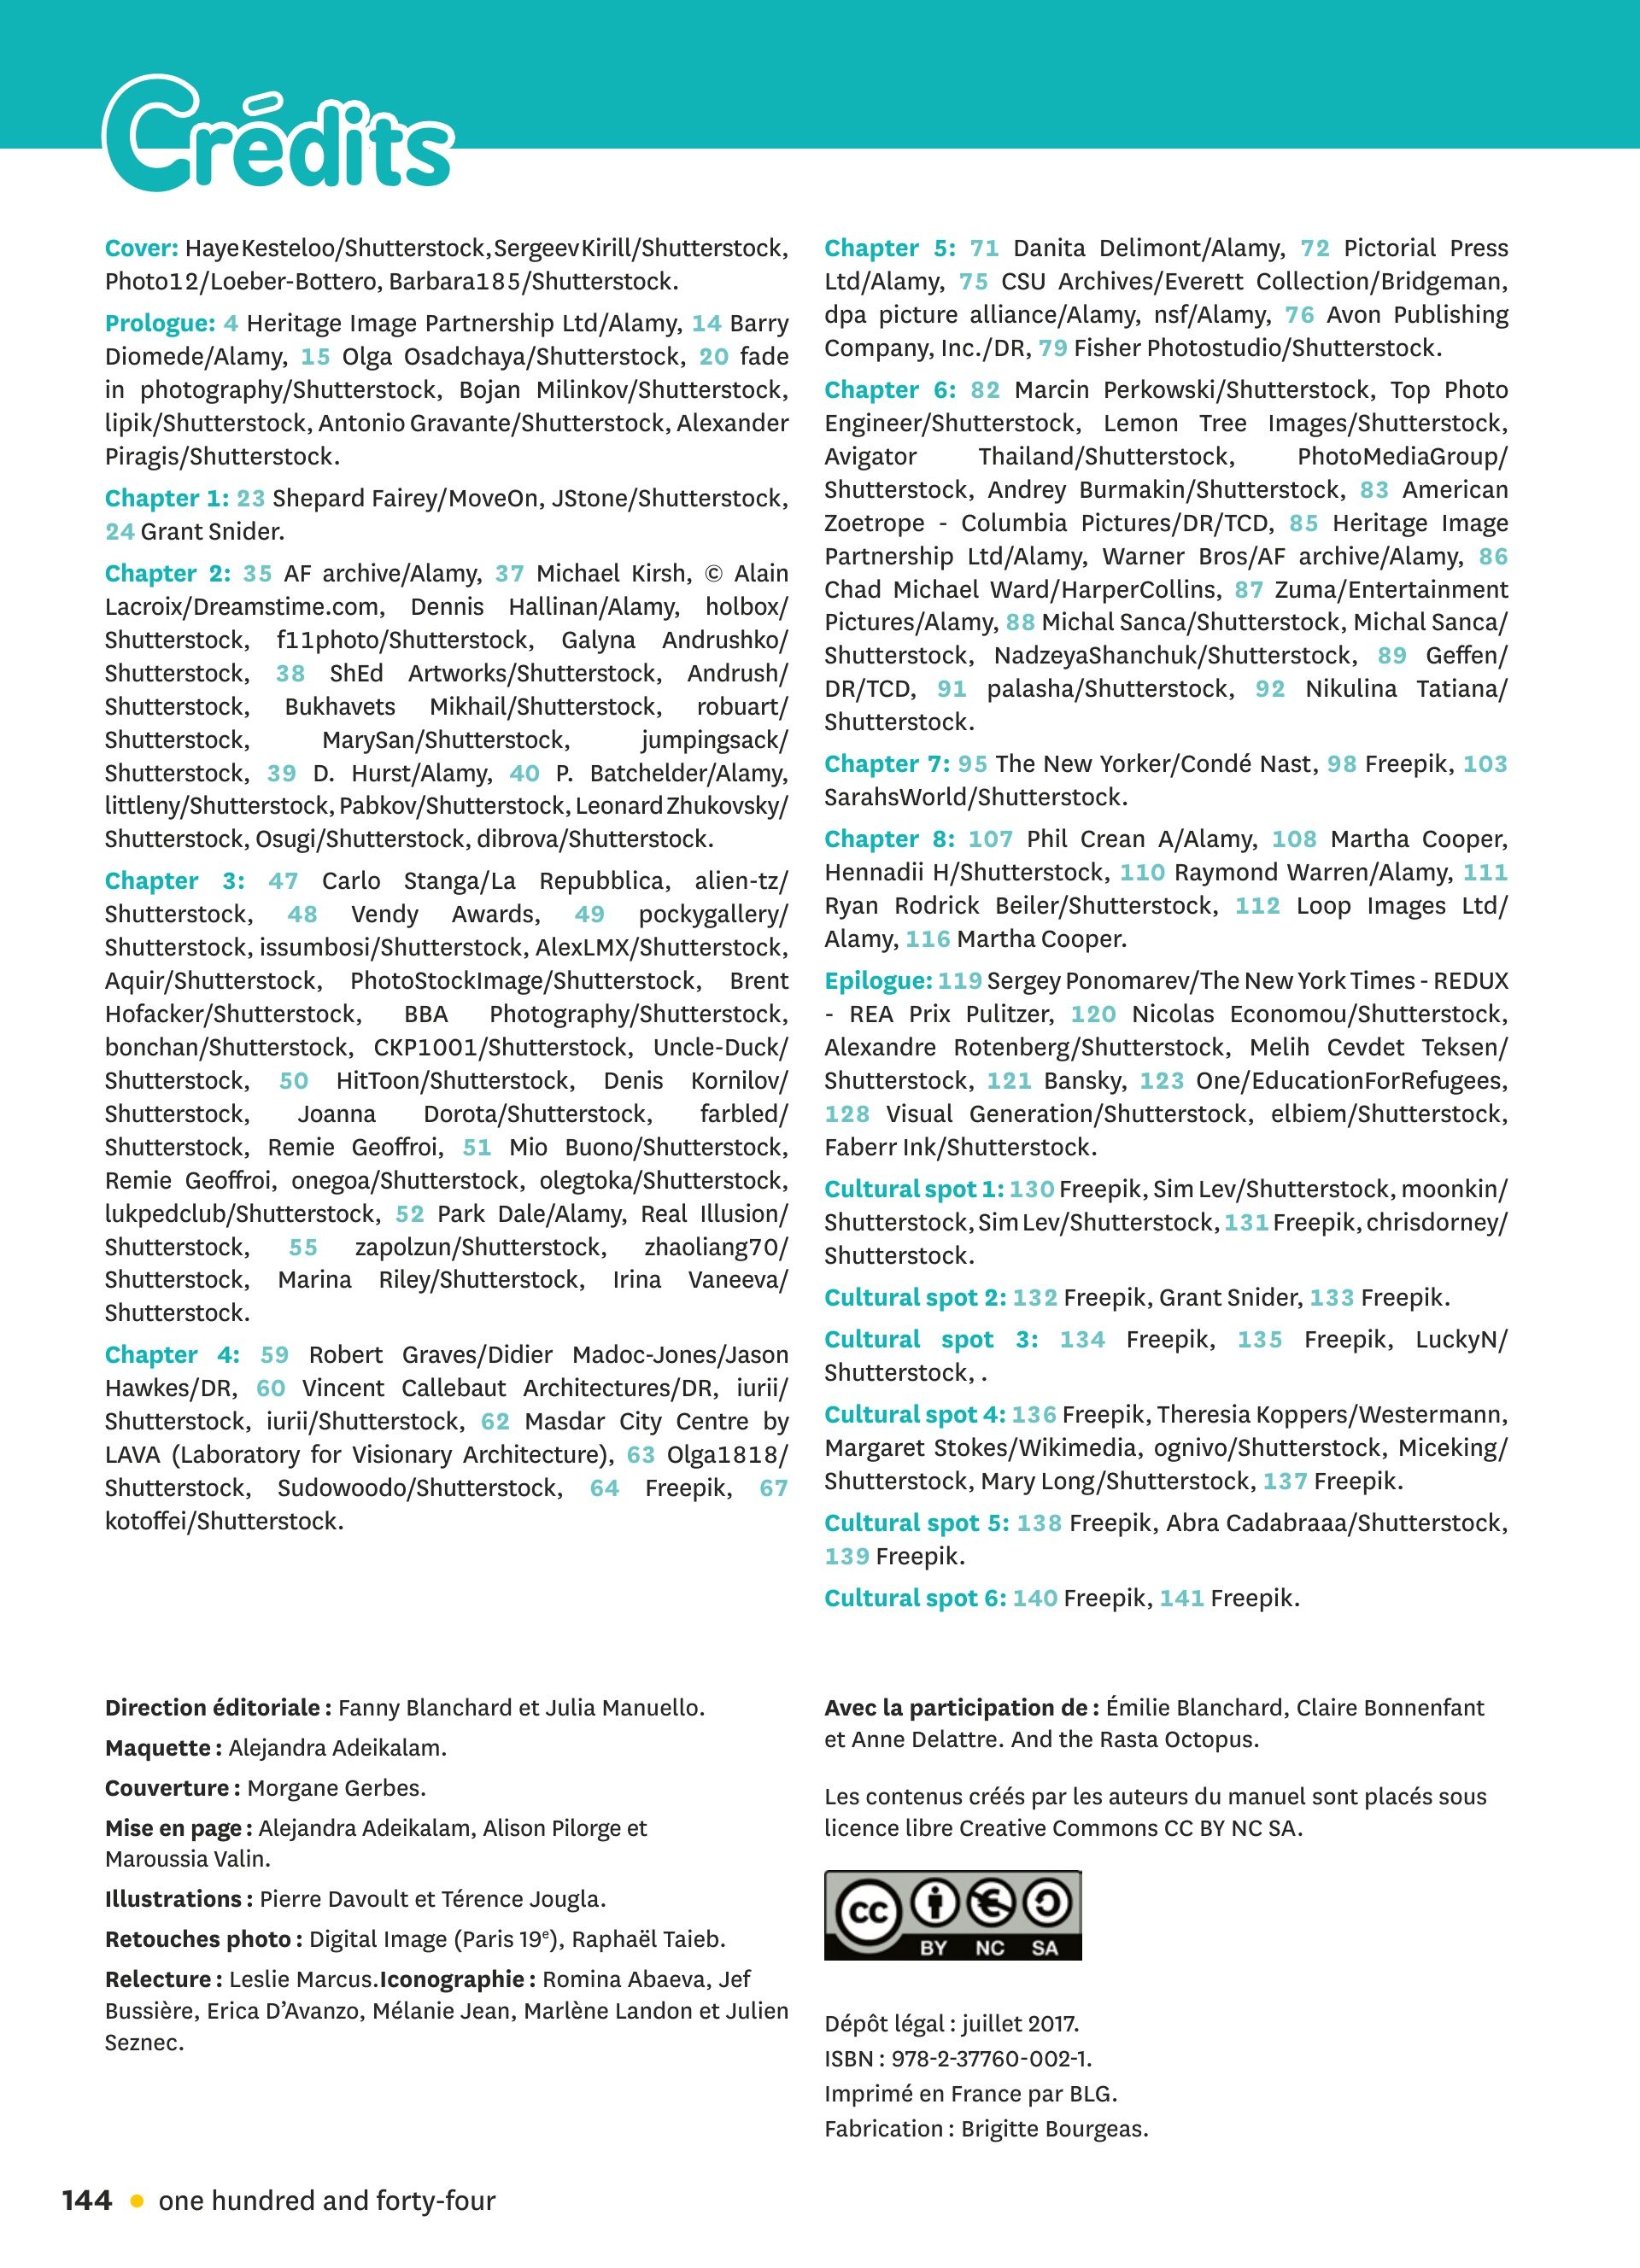 Crédits
Cover: Haye Kesteloo/Shutterstock, Sergeev Kirill/Shutterstock,
Photo12/Loeber-Bottero, Barbara185/Shutterstock.
Prologue: 4 Heritage Image Partnership Ltd/Alamy, 14 Barry
Diomede/Alamy, 15 Olga Osadchaya/Shutterstock, 20 fade
in photography/Shutterstock, Bojan Milinkov/Shutterstock,
lipik/Shutterstock, Antonio Gravante/Shutterstock, Alexander
Piragis/Shutterstock.
Chapter 1: 23 Shepard Fairey/MoveOn, JStone/Shutterstock,
24 Grant Snider.
Chapter 2: 35 AF archive/Alamy, 37 Michael Kirsh, © Alain
Lacroix/Dreamstime.com, Dennis Hallinan/Alamy, holbox/
Shutterstock, f11photo/Shutterstock, Galyna Andrushko/
Shutterstock, 38 ShEd Artworks/Shutterstock, Andrush/
Shutterstock, Bukhavets Mikhail/Shutterstock, robuart/
Shutterstock, MarySan/Shutterstock, jumpingsack/
Shutterstock, 39 D. Hurst/Alamy, 40 P. Batchelder/Alamy,
littleny/Shutterstock, Pabkov/Shutterstock, Leonard Zhukovsky/
Shutterstock, Osugi/Shutterstock, dibrova/Shutterstock.
Chapter 3: 47 Carlo Stanga/La Repubblica, alien-tz/
Shutterstock, 48 Vendy Awards, 49 pockygallery/
Shutterstock, issumbosi/Shutterstock, AlexLMX/Shutterstock,
Aquir/Shutterstock, PhotoStockImage/Shutterstock, Brent
Hofacker/Shutterstock, BBA Photography/Shutterstock,
bonchan/Shutterstock, CKP1001/Shutterstock, Uncle-Duck/
Shutterstock, 50 HitToon/Shutterstock, Denis Kornilov/
Shutterstock, Joanna Dorota/Shutterstock, farbled/
Shutterstock, Remie Geoffroi, 51 Mio Buono/Shutterstock,
Remie Geoffroi, onegoa/Shutterstock, olegtoka/Shutterstock,
lukpedclub/Shutterstock, 52 Park Dale/Alamy, Real Illusion/
Shutterstock, 55 zapolzun/Shutterstock, zhaoliang70/
Shutterstock, Marina Riley/Shutterstock, Irina Vaneeva/
Shutterstock.
Chapter 4: 59 Robert Graves/Didier Madoc-Jones/Jason
Hawkes/DR, 60 Vincent Callebaut Architectures/DR, iurii/
Shutterstock, iurii/Shutterstock, 62 Masdar City Centre by
LAVA (Laboratory for Visionary Architecture), 63 Olga1818/
Shutterstock, Sudowoodo/Shutterstock, 64 Freepik, 67
kotoffei/Shutterstock.
Chapter 5: 71 Danita Delimont/Alamy, 72 Pictorial Press
Ltd/Alamy, 75 CSU Archives/Everett Collection/Bridgeman,
dpa picture alliance/Alamy, nsf/Alamy, 76 Avon Publishing
Company, Inc./DR, 79 Fisher Photostudio/Shutterstock.
Chapter 6: 82 Marcin Perkowski/Shutterstock, Top Photo
Engineer/Shutterstock, Lemon Tree Images/Shutterstock,
Avigator Thailand/Shutterstock, PhotoMediaGroup/
Shutterstock, Andrey Burmakin/Shutterstock, 83 American
Zoetrope - Columbia Pictures/DR/TCD, 85 Heritage Image
Partnership Ltd/Alamy, Warner Bros/AF archive/Alamy, 86
Chad Michael Ward/HarperCollins, 87 Zuma/Entertainment
Pictures/Alamy, 88 Michal Sanca/Shutterstock, Michal Sanca/
Shutterstock, NadzeyaShanchuk/Shutterstock, 89 Geffen/
DR/TCD, 91 palasha/Shutterstock, 92 Nikulina Tatiana/
Shutterstock.
Chapter 7: 95 The New Yorker/Condé Nast, 98 Freepik, 103
SarahsWorld/Shutterstock.
Chapter 8: 107 Phil Crean A/Alamy, 108 Martha Cooper,
Hennadii H/Shutterstock, 110 Raymond Warren/Alamy, 111
Ryan Rodrick Beiler/Shutterstock, 112 Loop Images Ltd/
Alamy, 116 Martha Cooper.
Epilogue: 119 Sergey Ponomarev/The New York Times - REDUX
- REA Prix Pulitzer, 120 Nicolas Economou/Shutterstock,
Alexandre Rotenberg/Shutterstock, Melih Cevdet Teksen/
Shutterstock, 121 Bansky, 123 One/EducationForRefugees,
128 Visual Generation/Shutterstock, elbiem/Shutterstock,
Faberr Ink/Shutterstock.
Cultural spot 1: 130 Freepik, Sim Lev/Shutterstock, moonkin/
Shutterstock, Sim Lev/Shutterstock, 131 Freepik, chrisdorney/
Shutterstock.
Cultural spot 2: 132 Freepik, Grant Snider, 133 Freepik.
Cultural spot 3: 134 Freepik, 135 Freepik, LuckyN/
Shutterstock, .
Cultural spot 4: 136 Freepik, Theresia Koppers/Westermann,
Margaret Stokes/Wikimedia, ognivo/Shutterstock, Miceking/
Shutterstock, Mary Long/Shutterstock, 137 Freepik.
Cultural spot 5: 138 Freepik, Abra Cadabraaa/Shutterstock,
139 Freepik.
Cultural spot 6: 140 Freepik, 141 Freepik.
Direction éditoriale : Fanny Blanchard et Julia Manuello.
Maquette : Alejandra Adeikalam.
Couverture : Morgane Gerbes.
Mise en page : Alejandra Adeikalam, Alison Pilorge et
Maroussia Valin.
Illustrations : Pierre Davoult et Térence Jougla.
Retouches photo : Digital Image (Paris 19e), Raphaël Taieb.
Relecture : Leslie Marcus.Iconographie : Romina Abaeva, Jef
Bussière, Erica D'Avanzo, Mélanie Jean, Marlène Landon et Julien
Seznec.
Avec la participation de : Émilie Blanchard, Claire Bonnenfant
et Anne Delattre. And the Rasta Octopus.
Les contenus créés par les auteurs du manuel sont placés sous
licence libre Creative Commons CC BY NC SA.
cc
BY NC SA
Dépôt légal : juillet 2017.
ISBN : 978-2-37760-002-1.
Imprimé en France par BLG.
Fabrication : Brigitte Bourgeas.
144 • one hundred and forty-four